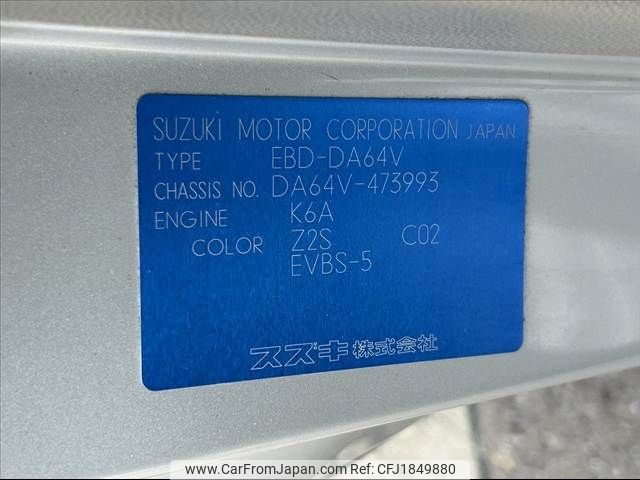 SUZUKI MOTOR CORPORATION JAPAN
TYPE EBD-DA64V
CHASSIS NO. DA64V-473993
ENGINE K6A
COLOR Z2S C02
EVBS-5
スズキ株式会社
www.CarFromJapan.com Ref Code: CFJ1849880